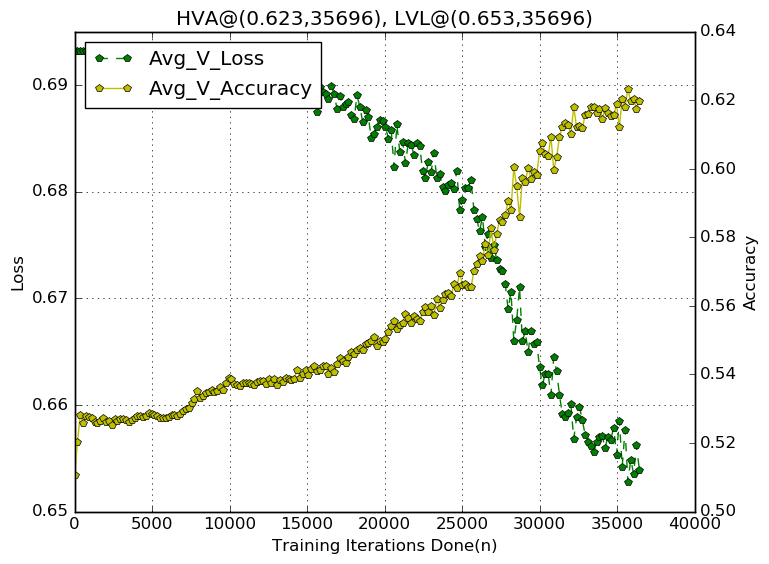 HVA@(0.623,35696), LVL@(0.653,35696)
Avg_V_Loss
Avg_V_Accuracy
0.69
0.68
0.67
0.66
0.65
Loss
0.64
0.62
0.60
0.58
0.56
0.54
0.52
0.50
Accuracy
0 5000 10000 15000 20000 25000 30000 35000 40000
Training Iterations Done(n)